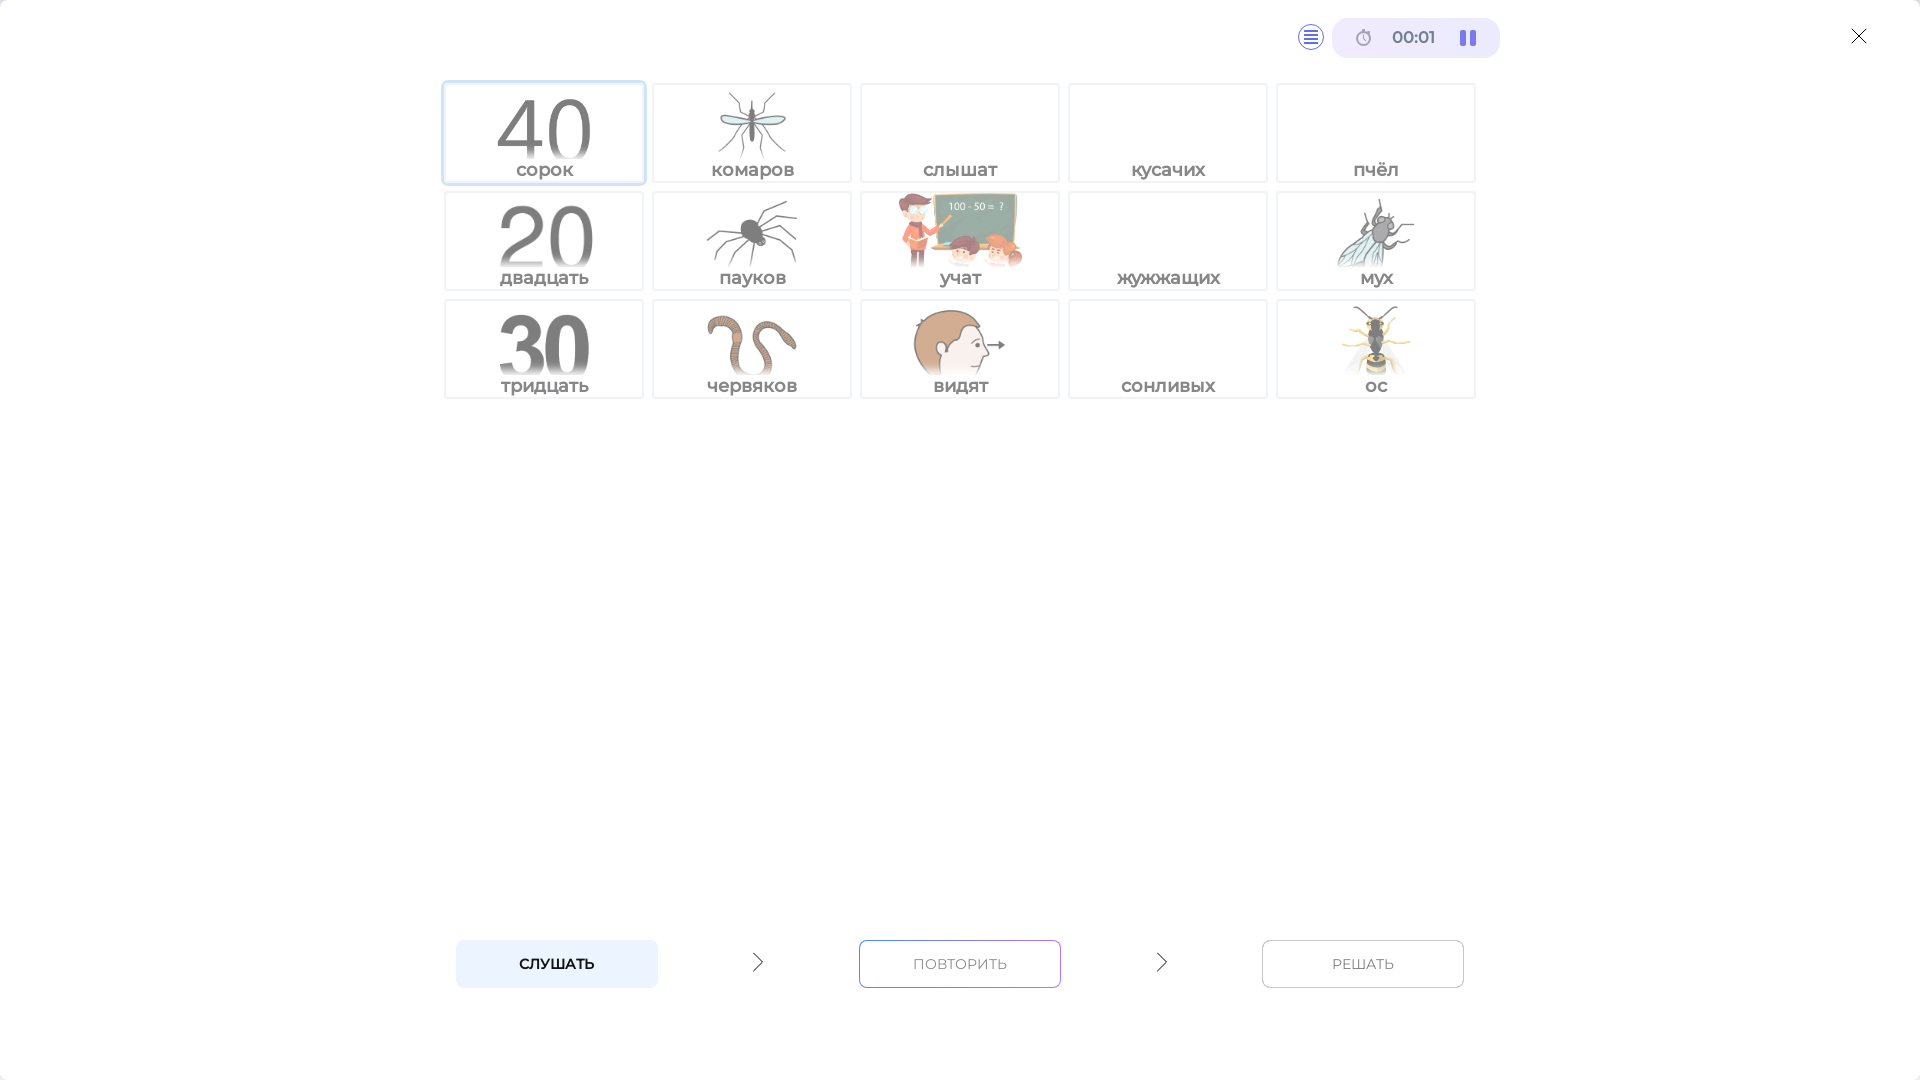 00:01
40
сорок
комаров
слышат
кусачих
пчёл
20
двадцать
пауков
100 - 50 = ?
учат
жужжащих
мух
30
тридцать
червяков
видят
сонливых
ос
СЛУШАТЬ
ПОВТОРИТЬ
РЕШАТЬ